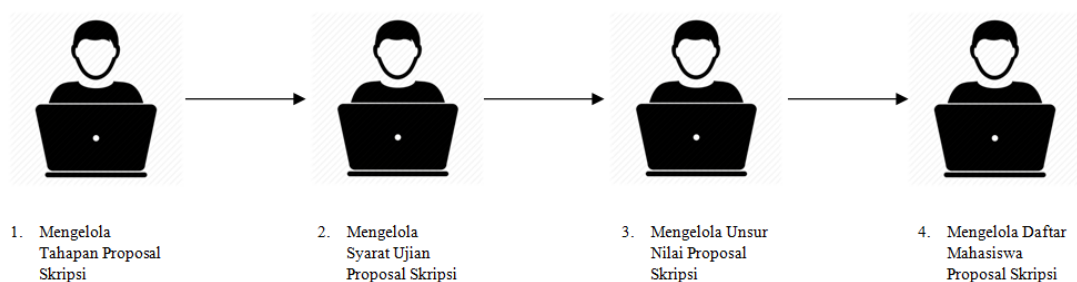 1. Mengelola
Tahapan Proposal
Skripsi
2. Mengelola
Syarat Ujian
Proposal Skripsi
3. Mengelola Unsur
Nilai Proposal
Skripsi
4. Mengelola Daftar
Mahasiswa
Proposal Skripsi